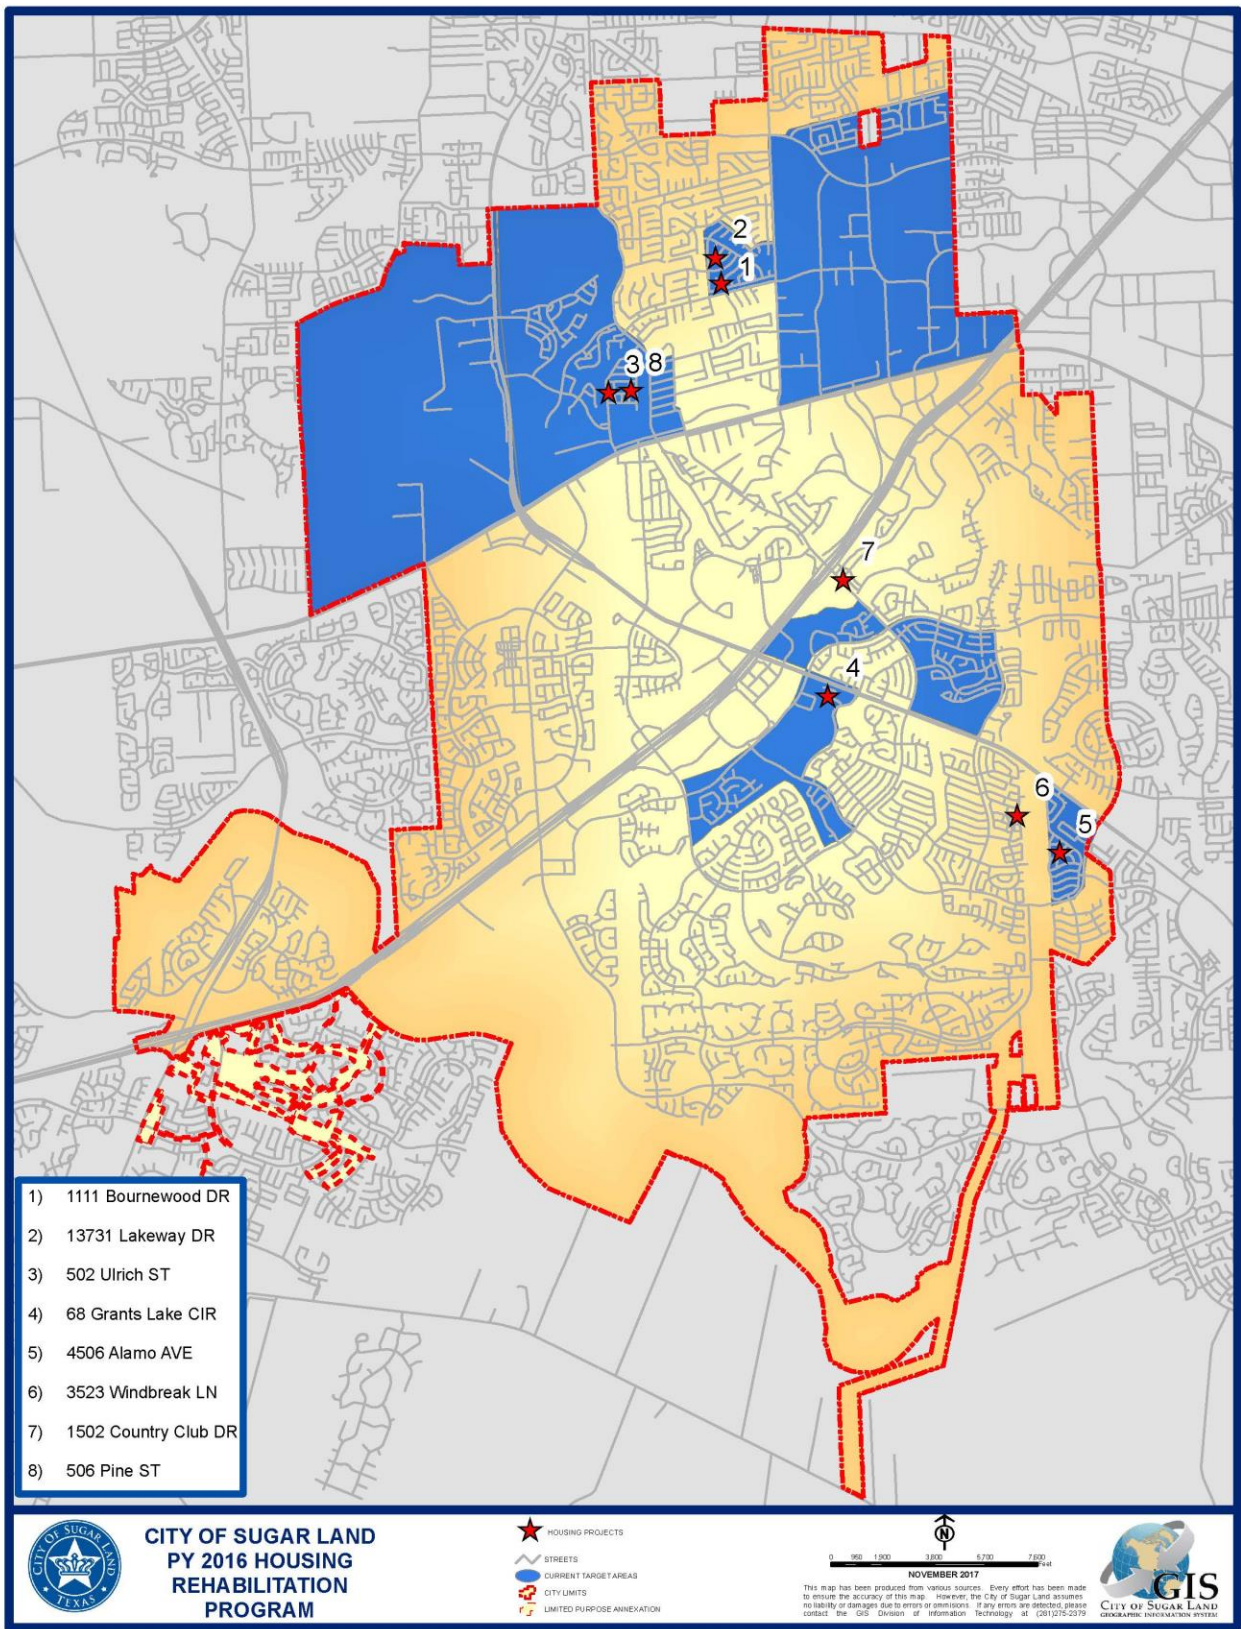 2
1
3 8
7
4
6
5
1) 1111 Bournewood DR
2) 13731 Lakeway DR
3) 502 Ulrich ST
4) 68 Grants Lake CIR
5) 4506 Alamo AVE
6) 3523 Windbreak LN
7) 1502 Country Club DR
8) 506 Pine ST
CITY OF SUGAR LAND
TEXAS
CITY OF SUGAR LAND
PY 2016 HOUSING
REHABILITATION
PROGRAM
HOUSING PROJECTS
STREETS
CURRENT TARGET AREAS
CITY LIMITS
LIMITED PURPOSE ANNEXATION
N
0 950 1,900 3,800 5,700 7,600
Feet
NOVEMBER 2017
This map has been produced from various sources. Every effort has been made
to ensure the accuracy of this map. However, the City of Sugar Land assumes
no liability or damages due to errors or ommisions. If any errors are detected, please
contact the GIS Division of Information Technology at (281)275-2379
GIS
CITY OF SUGAR LAND
GEOGRAPHIC INFORMATION SYSTEM